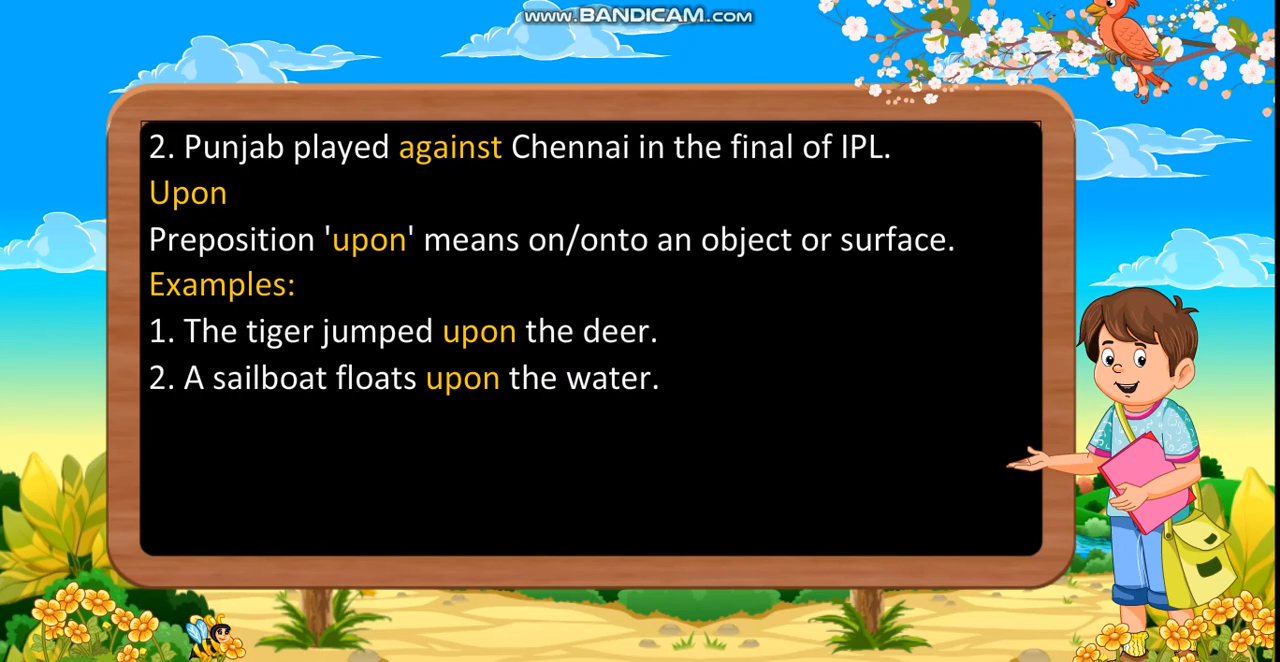 www.BANDICAM.com
2. Punjab played against Chennai in the final of IPL.
Upon
Preposition 'upon' means on/onto an object or surface.
Examples:
1. The tiger jumped upon the deer.
2. A sailboat floats upon the water.